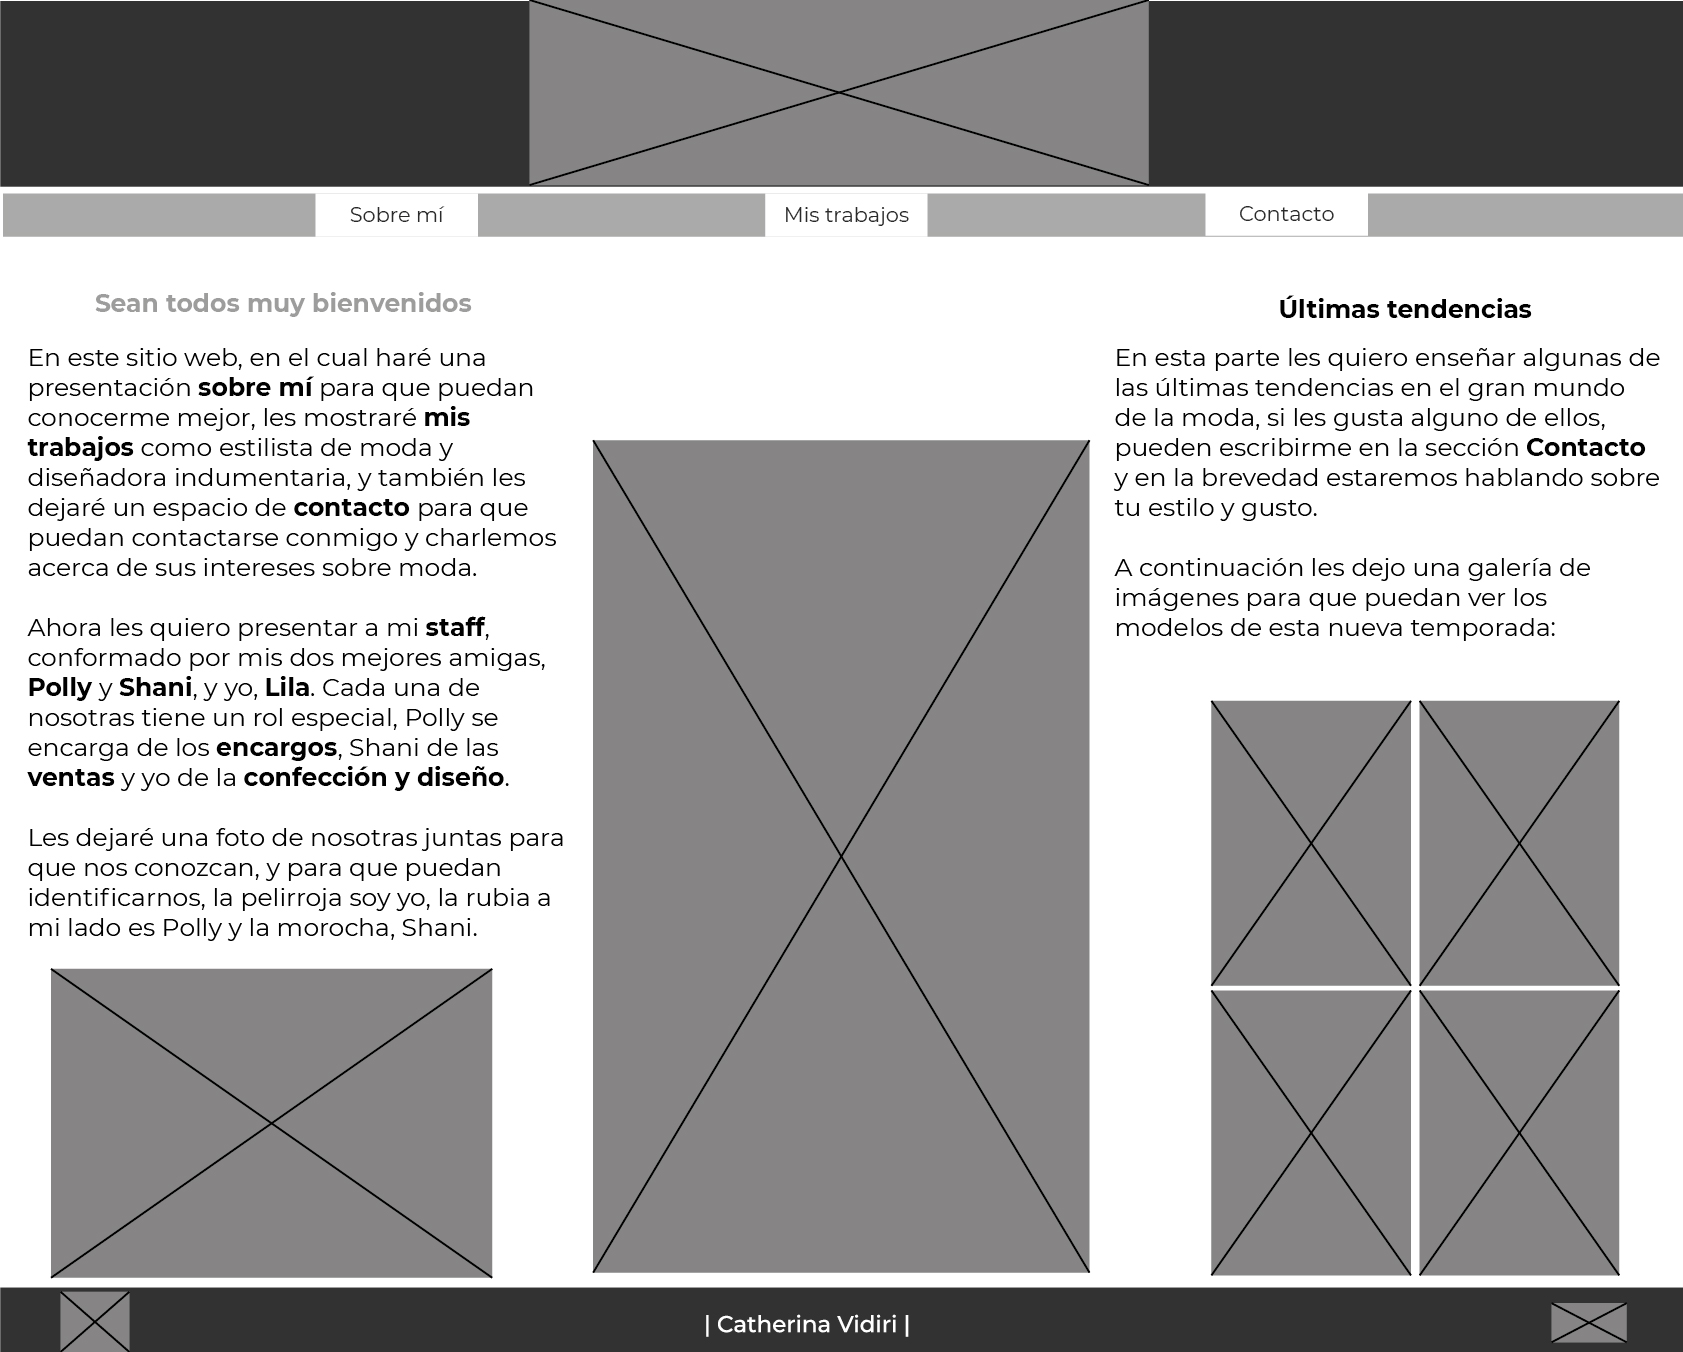 Sobre mí
Mis trabajos
Contacto
Sean todos muy bienvenidos
En este sitio web, en el cual haré una
presentación sobre mí para que puedan
conocerme mejor, les mostraré mis
trabajos como estilista de moda y
diseñadora indumentaria, y también les
dejaré un espacio de contacto para que
puedan contactarse conmigo y charlemos
acerca de sus intereses sobre moda.
Ahora les quiero presentar a mi staff,
conformado por mis dos mejores amigas,
Polly y Shani, y yo, Lila. Cada una de
nosotras tiene un rol especial, Polly se
encarga de los encargos, Shani de las
ventas y yo de la confección y diseño.
Les dejaré una foto de nosotras juntas para
que nos conozcan, y para que puedan
identificarnos, la pelirroja soy yo, la rubia a
mi lado es Polly y la morocha, Shani.
Últimas tendencias
En esta parte les quiero enseñar algunas de
las últimas tendencias en el gran mundo
de la moda, si les gusta alguno de ellos,
pueden escribirme en la sección Contacto
y en la brevedad estaremos hablando sobre
tu estilo y gusto.
A continuación les dejo una galería de
imágenes para que puedan ver los
modelos de esta nueva temporada:
| Catherina Vidiri |